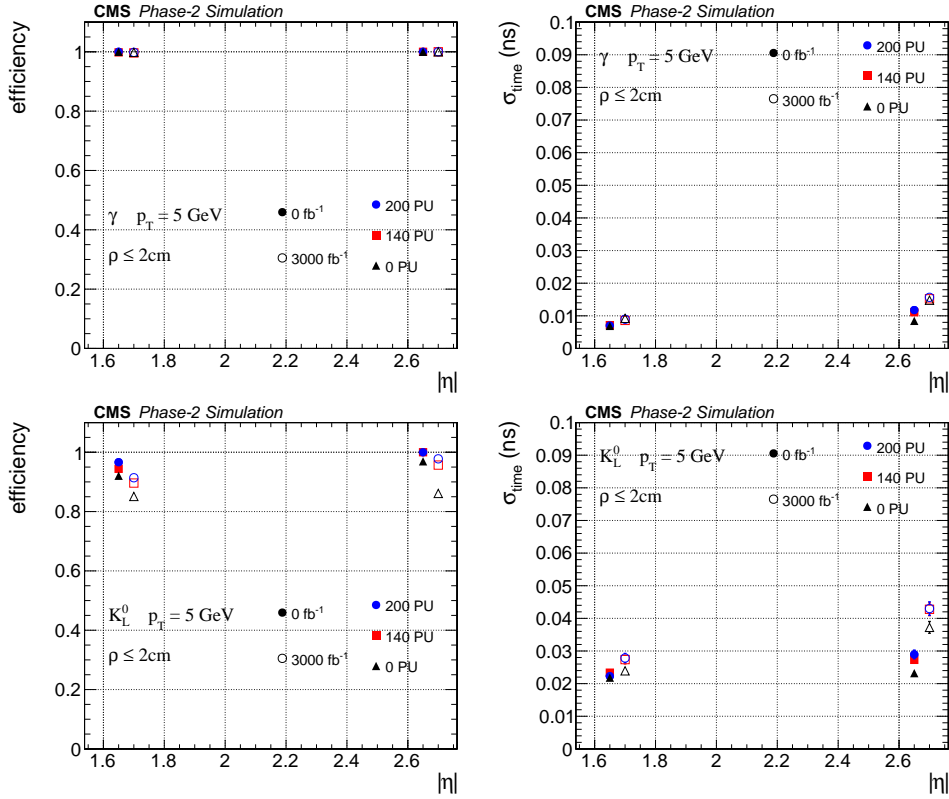 CMS Phase-2 Simulation
efficiency
1
0.8
0.6
0.4
0.2
0
γ p_T = 5 GeV
ρ ≤ 2cm
0 fb⁻¹
3000 fb⁻¹
200 PU
140 PU
0 PU
1.6 1.8 2 2.2 2.4 2.6
|η|
CMS Phase-2 Simulation
σ_time (ns)
0.1
0.09
0.08
0.07
0.06
0.05
0.04
0.03
0.02
0.01
0
γ p_T = 5 GeV
ρ ≤ 2cm
0 fb⁻¹
3000 fb⁻¹
200 PU
140 PU
0 PU
1.6 1.8 2 2.2 2.4 2.6
|η|
CMS Phase-2 Simulation
efficiency
1
0.8
0.6
0.4
0.2
0
K_L^0 p_T = 5 GeV
ρ ≤ 2cm
0 fb⁻¹
3000 fb⁻¹
200 PU
140 PU
0 PU
1.6 1.8 2 2.2 2.4 2.6
|η|
CMS Phase-2 Simulation
σ_time (ns)
0.1
0.09
0.08
0.07
0.06
0.05
0.04
0.03
0.02
0.01
0
K_L^0 p_T = 5 GeV
ρ ≤ 2cm
0 fb⁻¹
3000 fb⁻¹
200 PU
140 PU
0 PU
1.6 1.8 2 2.2 2.4 2.6
|η|